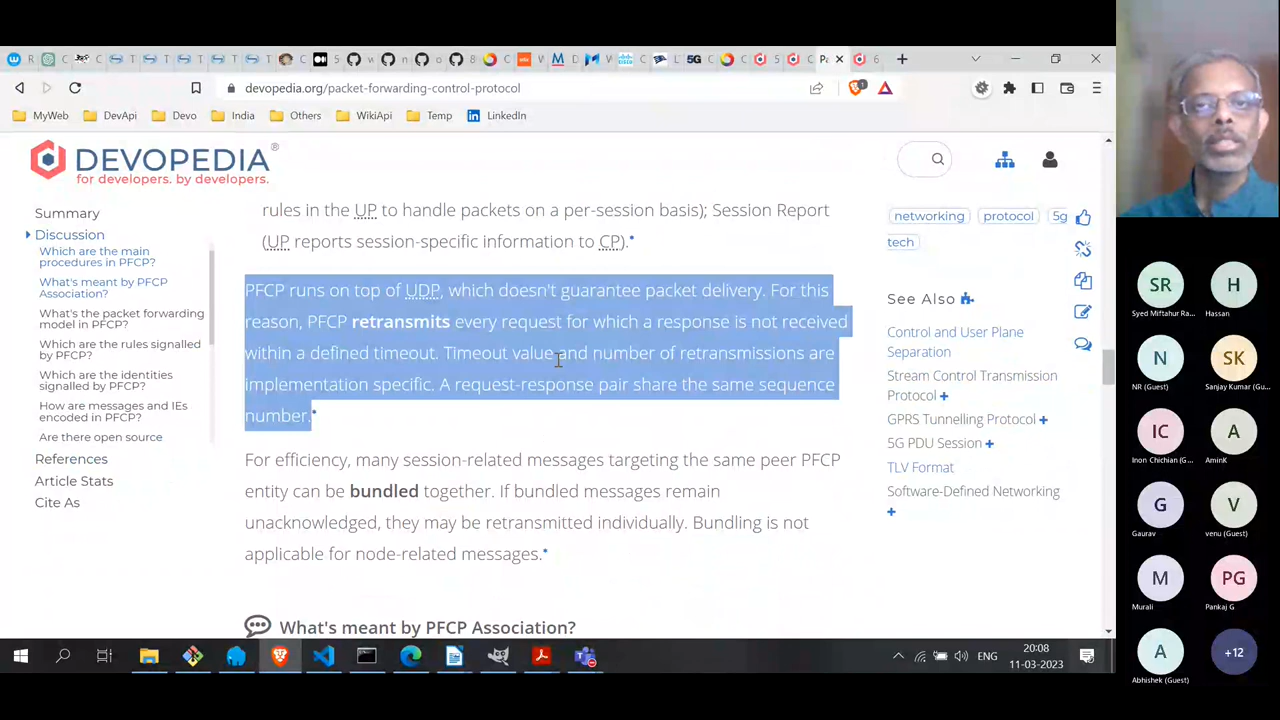 devopedia.org/packet-forwarding-control-protocol
MyWeb DevApi Devo India Others WikiApi Temp LinkedIn
DEVOPEDIA®
for developers. by developers.
Summary
Discussion
Which are the main
procedures in PFCP?
What's meant by PFCP
Association?
What's the packet forwarding
model in PFCP?
Which are the rules signalled
by PFCP?
Which are the identities
signalled by PFCP?
How are messages and IEs
encoded in PFCP?
Are there open source
References
Article Stats
Cite As
rules in the UP to handle packets on a per-session basis); Session Report
(UP reports session-specific information to CP).*
PFCP runs on top of UDP, which doesn't guarantee packet delivery. For this
reason, PFCP retransmits every request for which a response is not received
within a defined timeout. Timeout value and number of retransmissions are
implementation specific. A request-response pair share the same sequence
number.*
For efficiency, many session-related messages targeting the same peer PFCP
entity can be bundled together. If bundled messages remain
unacknowledged, they may be retransmitted individually. Bundling is not
applicable for node-related messages.*
What's meant by PFCP Association?
networking protocol 5g
tech
See Also
Control and User Plane
Separation
Stream Control Transmission
Protocol
GPRS Tunnelling Protocol
5G PDU Session
TLV Format
Software-Defined Networking
ENG
20:08
11-03-2023
SR H
Syed Miftahur Ra... Hassan
N SK
NR (Guest) Sanjay Kumar (Gu...
IC A
Inon Chichian (G... AminK
G V
Gaurav venu (Guest)
M PG
Murali Pankaj G
A +12
Abhishek (Guest)